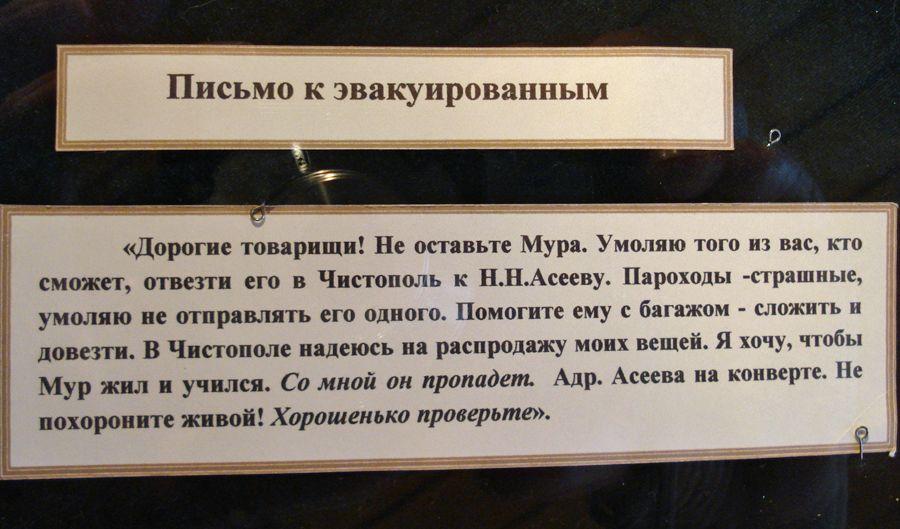 Письмо к эвакуированным
«Дорогие товарищи! Не оставьте Мура. Умоляю того из вас, кто
сможет, отвезти его в Чистополь к Н.Н.Асееву. Пароходы -страшные,
умоляю не отправлять его одного. Помогите ему с багажом - сложить и
довезти. В Чистополе надеюсь на распродажу моих вещей. Я хочу, чтобы
Мур жил и учился. Со мной он пропадет. Адр. Асеева на конверте. Не
похороните живой! Хорошенько проверьте».